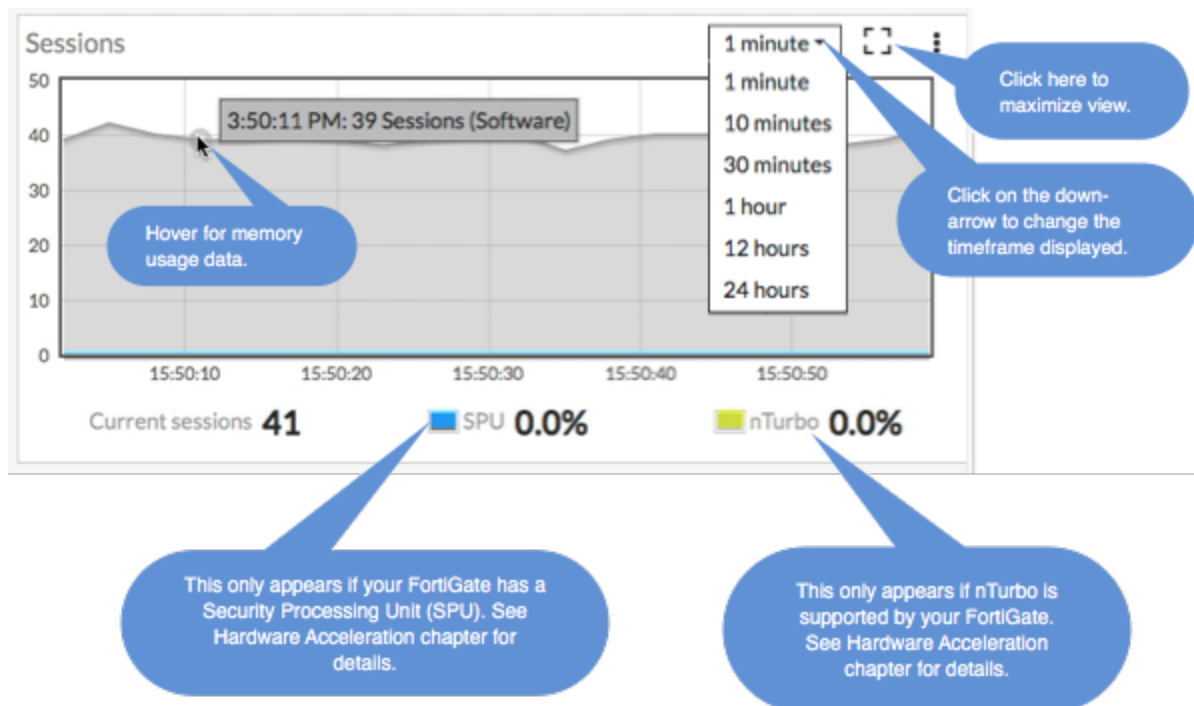 Sessions
1 minute
1 minute
10 minutes
30 minutes
1 hour
12 hours
24 hours
Click here to
maximize view.
Click on the down-
arrow to change the
timeframe displayed.
3:50:11 PM: 39 Sessions (Software)
Hover for memory
usage data.
50
40
30
20
10
0
15:50:10 15:50:20 15:50:30 15:50:40 15:50:50
Current sessions 41 SPU 0.0% nTurbo 0.0%
This only appears if your FortiGate has a
Security Processing Unit (SPU). See
Hardware Acceleration chapter for
details.
This only appears if nTurbo is
supported by your FortiGate.
See Hardware Acceleration
chapter for details.